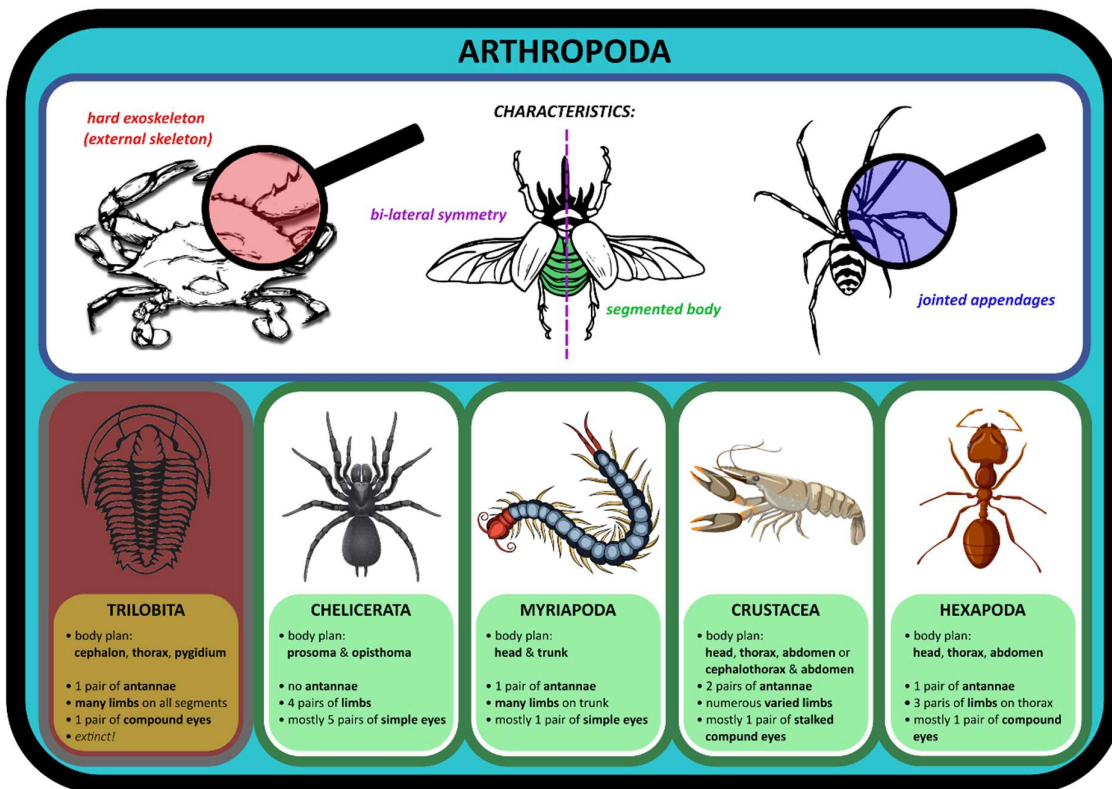 ARTHROPODA
CHARACTERISTICS:
hard exoskeleton
(external skeleton)
bi-lateral symmetry
segmented body
jointed appendages
TRILOBITA
• body plan:
cephalon, thorax, pygidium
• 1 pair of antannae
• many limbs on all segments
• 1 pair of compound eyes
• extinct!
CHELICERATA
• body plan:
prosoma & opisthoma
• no antannae
• 4 pairs of limbs
• mostly 5 pairs of simple eyes
MYRIAPODA
• body plan:
head & trunk
• 1 pair of antannae
• many limbs on trunk
• mostly 1 pair of simple eyes
CRUSTACEA
• body plan:
head, thorax, abdomen or
cephalothorax & abdomen
• 2 pairs of antannae
• numerous varied limbs
• mostly 1 pair of stalked
compund eyes
HEXAPODA
• body plan:
head, thorax, abdomen
• 1 pair of antannae
• 3 paris of limbs on thorax
• mostly 1 pair of compound
eyes